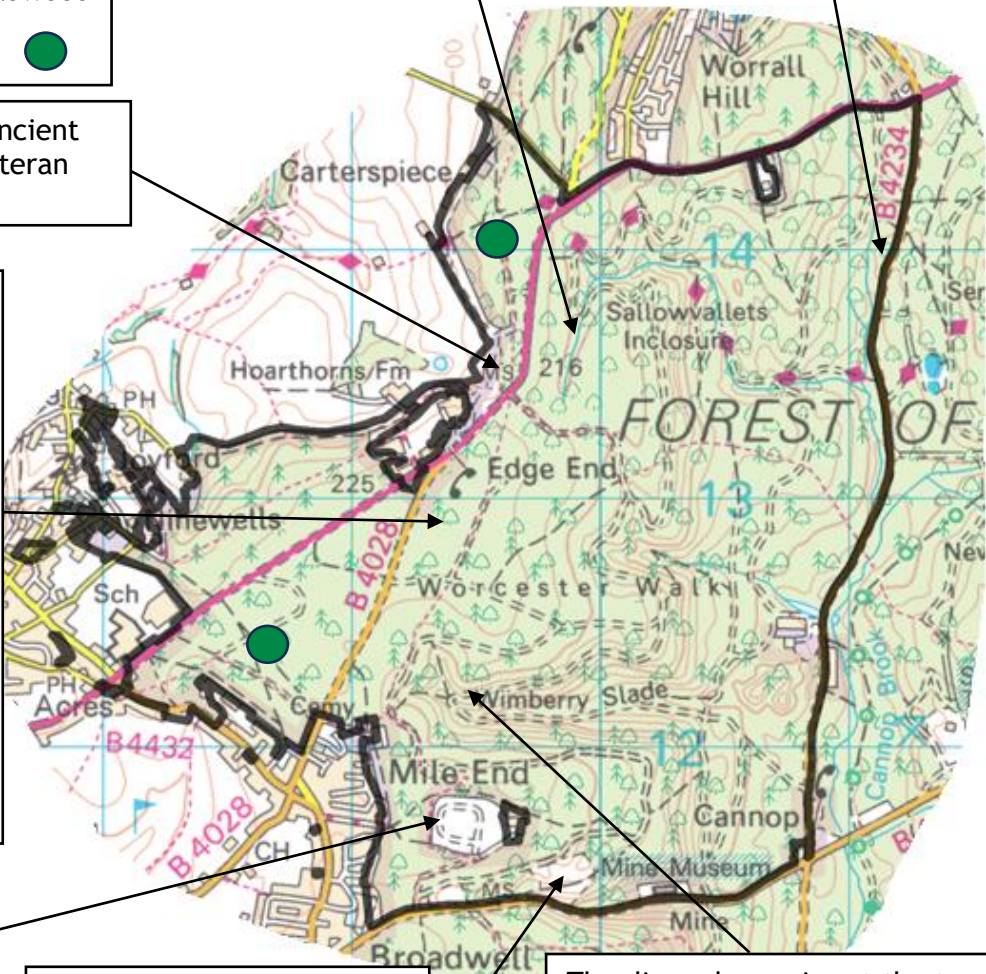 Worrall
Hill
ncient
teran
Carterspiece
B4234
14
Sallowvallets
Inclosure
Hoarthorns Fm
Ms
216
PH
FOREST OF
225
Edge End
13
B 4028
Worcester Walk
Sch
Cannop Brook
PH
Acres
Cemy
Wimberry Slade
B4432
12
Mile End
B 4028
CH
Cannop
Mine Museum
Ms
Mine
Broadwell